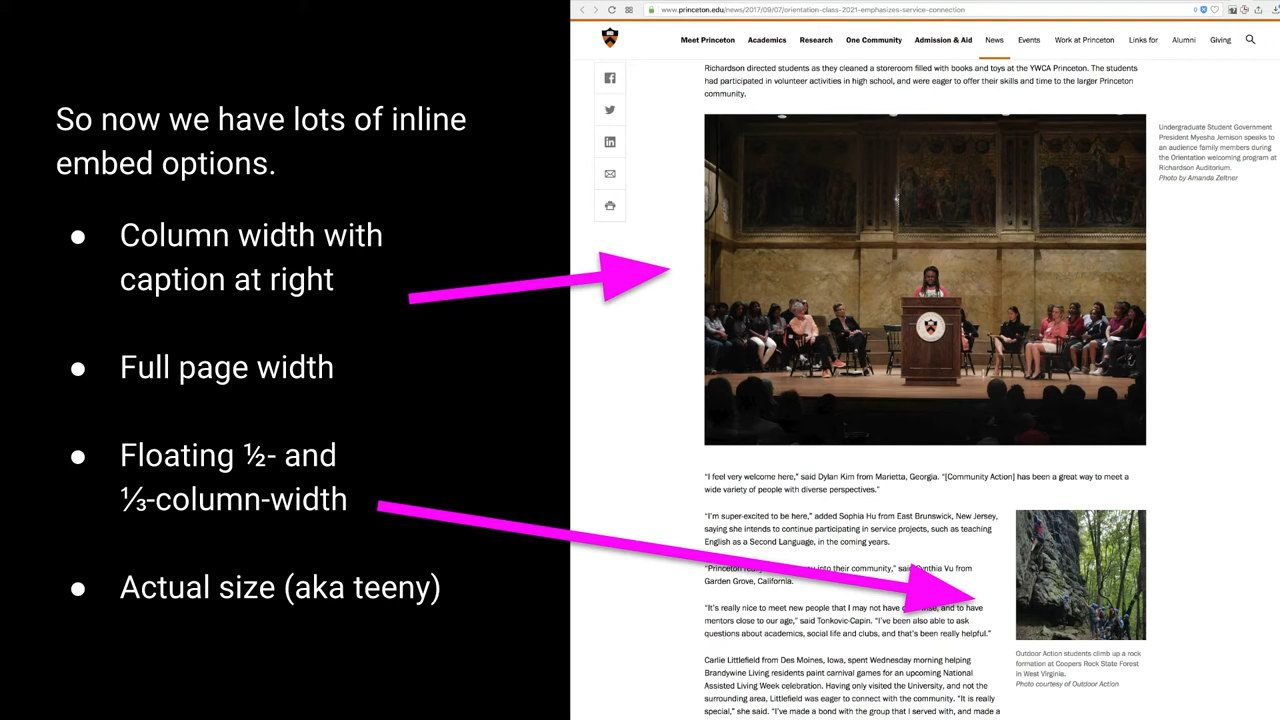 So now we have lots of inline
embed options.
● Column width with
caption at right
● Full page width
● Floating ½- and
⅓-column-width
● Actual size (aka teeny)
www.princeton.edu/news/2017/09/07/orientation-class-2021-emphasizes-service-connection
0
Meet Princeton Academics Research One Community Admission & Aid News Events Work at Princeton Links for Alumni Giving
Richardson directed students as they cleaned a storeroom filled with books and toys at the YWCA Princeton. The students
had participated in volunteer activities in high school, and were eager to offer their skills and time to the larger Princeton
community.
Undergraduate Student Government
President Myesha Jemison speaks to
an audience family members during
the Orientation welcoming program at
Richardson Auditorium.
Photo by Amanda Zeltner
“I feel very welcome here,” said Dylan Kim from Marietta, Georgia. “[Community Action] has been a great way to meet a
wide variety of people with diverse perspectives.”
“I’m super-excited to be here,” added Sophia Hu from East Brunswick, New Jersey,
saying she intends to continue participating in service projects, such as teaching
English as a Second Language, in the coming years.
“Princeton into their community,” said Cynthia Vu from
Garden Grove, California.
“It’s really nice to meet new people that I may not have and to have
mentors close to our age,” said Tonkovic-Capin. “I’ve been also able to ask
questions about academics, social life and clubs, and that’s been really helpful.”
Carlie Littlefield from Des Moines, Iowa, spent Wednesday morning helping
Brandywine Living residents paint carnival games for an upcoming National
Assisted Living Week celebration. Having only visited the University, and not the
surrounding area, Littlefield was eager to connect with the community. “It is really
special,” she said. “I’ve made a bond with the group that I served with, and made a
Outdoor Action students climb up a rock
formation at Coopers Rock State Forest
in West Virginia.
Photo courtesy of Outdoor Action